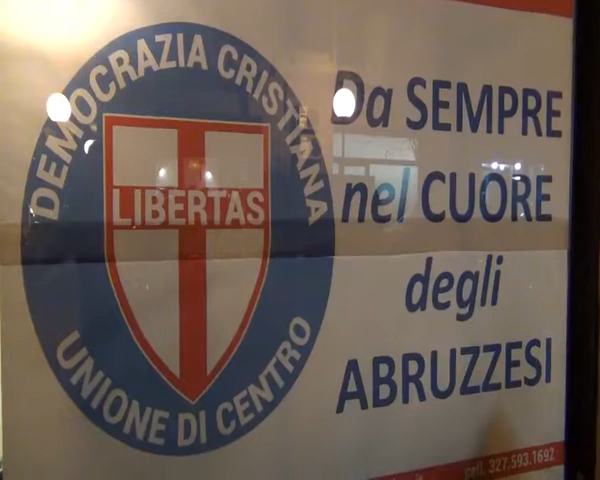 DEMOCRAZIA CRISTIANA
LIBERTAS
UNIONE DI CENTRO
Da SEMPRE
nel CUORE
degli
ABRUZZESI
cell. 327.593.1692